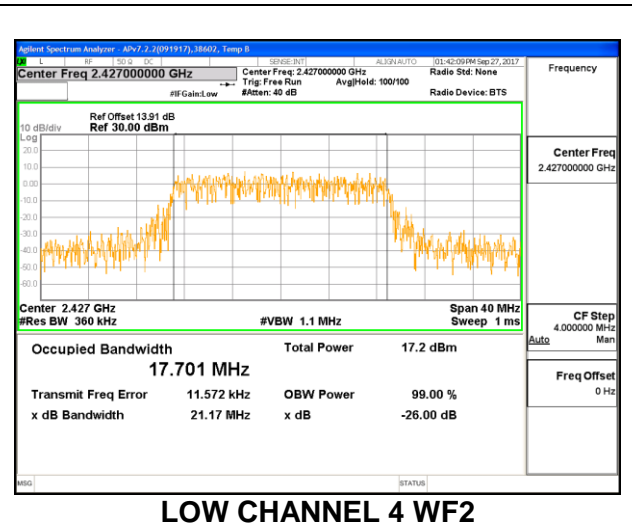 Agilent Spectrum Analyzer - APv7.2.2(091917),38602, Temp B
L RF 50 Ω DC SENSE:INT ALIGN AUTO 01:42:09 PM Sep 27, 2017
Center Freq 2.427000000 GHz
Center Freq: 2.427000000 GHz
Radio Std: None
Trig: Free Run Avg|Hold: 100/100
#IFGain:Low #Atten: 40 dB Radio Device: BTS
Ref Offset 13.91 dB
10 dB/div Ref 30.00 dBm
Log
20.0
10.0
0.00
-10.0
-20.0
-30.0
-40.0
-50.0
-60.0
Center 2.427 GHz Span 40 MHz
#Res BW 360 kHz #VBW 1.1 MHz Sweep 1 ms
Occupied Bandwidth Total Power 17.2 dBm
17.701 MHz
Transmit Freq Error 11.572 kHz OBW Power 99.00 %
x dB Bandwidth 21.17 MHz x dB -26.00 dB
Frequency
Center Freq
2.427000000 GHz
CF Step
4.000000 MHz
Auto Man
Freq Offset
0 Hz
MSG STATUS
LOW CHANNEL 4 WF2